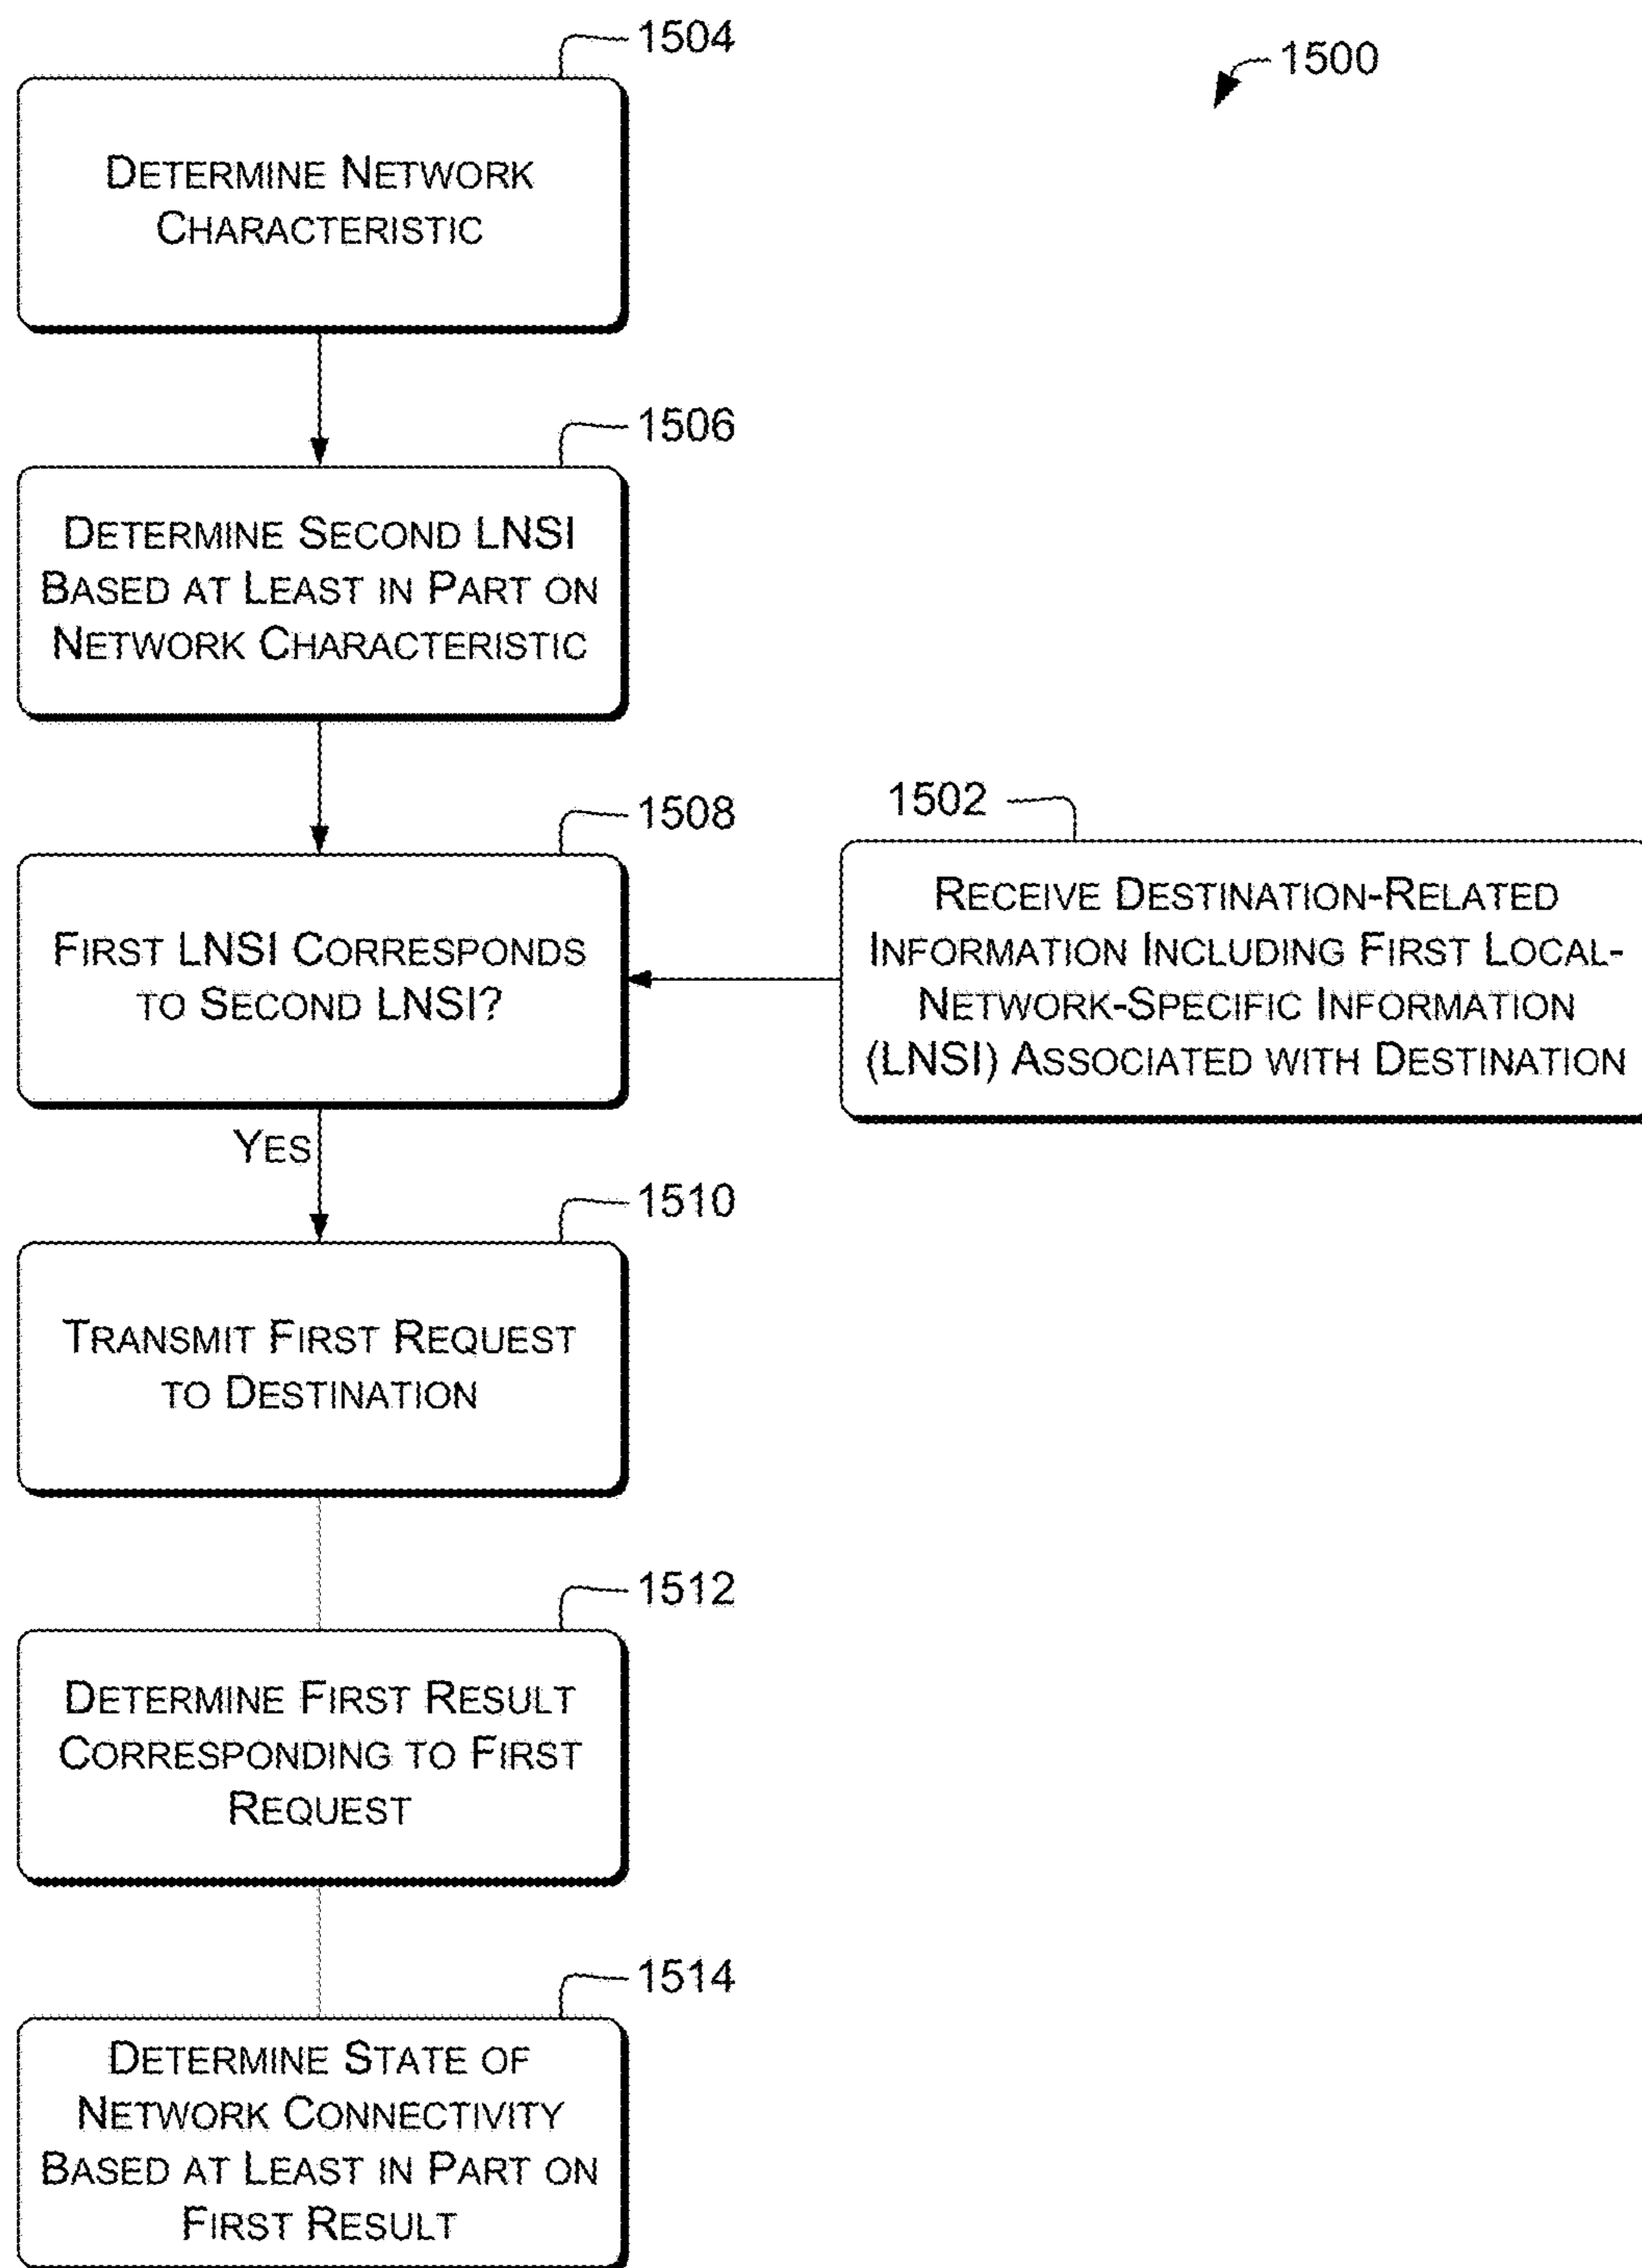 1504
1500
DETERMINE NETWORK
CHARACTERISTIC
1506
DETERMINE SECOND LNSI
BASED AT LEAST IN PART ON
NETWORK CHARACTERISTIC
1508
FIRST LNSI CORRESPONDS
TO SECOND LNSI?
1502
RECEIVE DESTINATION-RELATED
INFORMATION INCLUDING FIRST LOCAL-
NETWORK-SPECIFIC INFORMATION
(LNSI) ASSOCIATED WITH DESTINATION
YES
1510
TRANSMIT FIRST REQUEST
TO DESTINATION
1512
DETERMINE FIRST RESULT
CORRESPONDING TO FIRST
REQUEST
1514
DETERMINE STATE OF
NETWORK CONNECTIVITY
BASED AT LEAST IN PART ON
FIRST RESULT